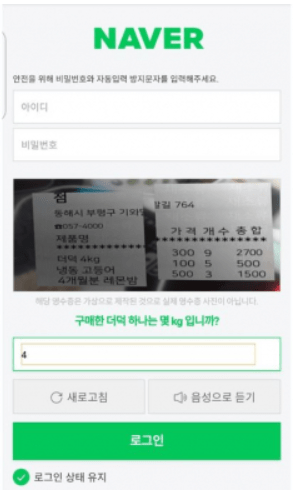 NAVER
안전을 위해 비밀번호와 자동입력 방지문자를 입력해주세요.
아이디
비밀번호
점
동해시 부평구 기와 말길 764
☎057-4000
제품명 가격 개수 총합
더덕 4kg 300 9 2700
냉동 고등어 100 5 500
4개월분 레몬밤 500 3 1500
해당 영수증은 가상으로 제작된 것으로 실제 영수증 사진이 아닙니다.
구매한 더덕 하나는 몇 kg 입니까?
4
새로고침 음성으로 듣기
로그인
로그인 상태 유지